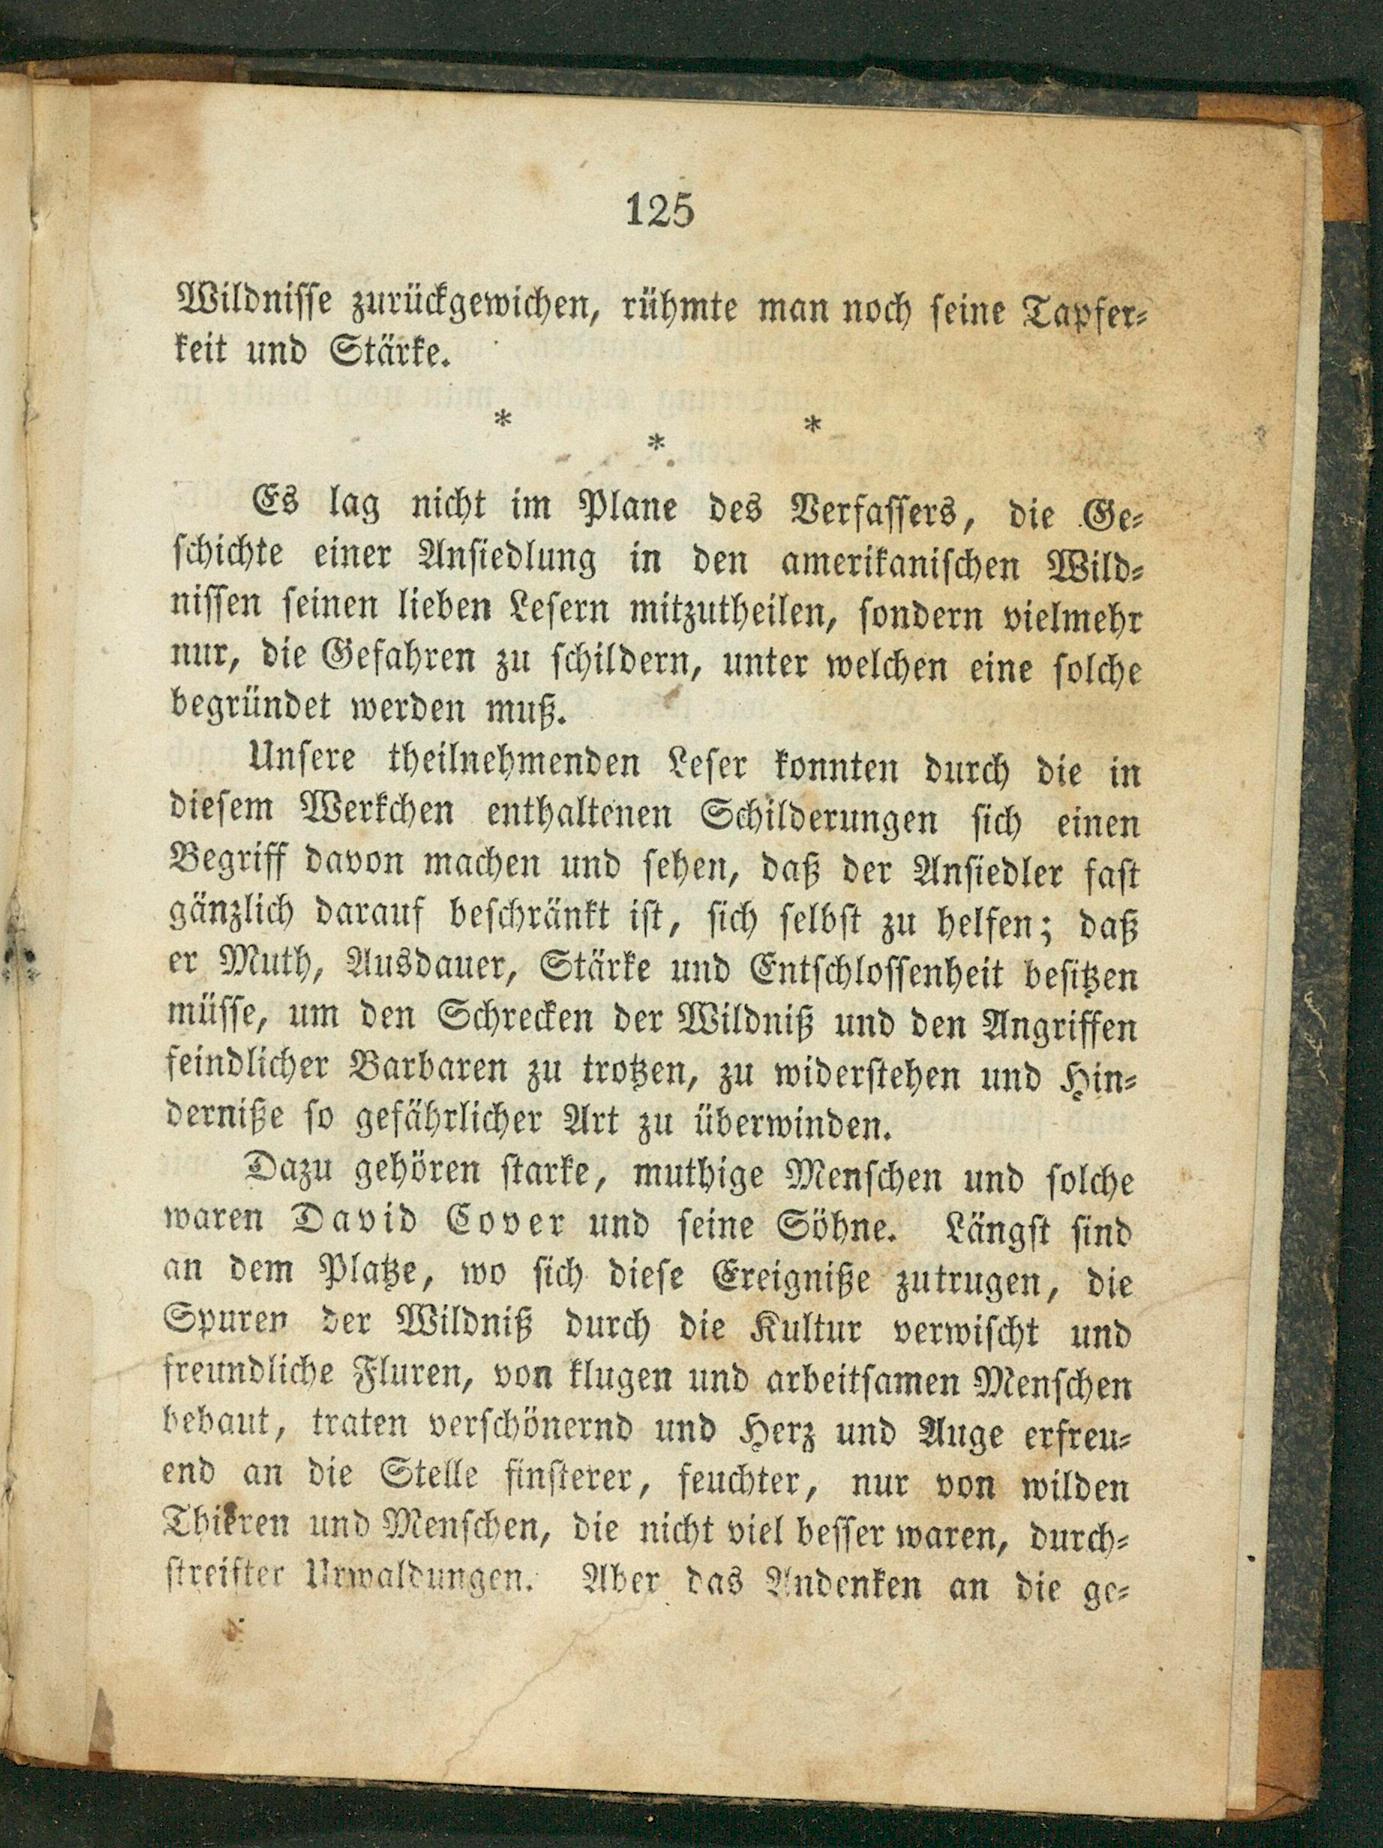 125
Wildnisse zurückgewichen, rühmte man noch seine Tapfer-
keit und Stärke.
* * *
Es lag nicht im Plane des Verfassers, die Ge-
schichte einer Ansiedlung in den amerikanischen Wild-
nissen seinen lieben Lesern mitzutheilen, sondern vielmehr
nur, die Gefahren zu schildern, unter welchen eine solche
begründet werden muß.
Unsere theilnehmenden Leser konnten durch die in
diesem Werkchen enthaltenen Schilderungen sich einen
Begriff davon machen und sehen, daß der Ansiedler fast
gänzlich darauf beschränkt ist, sich selbst zu helfen; daß
er Muth, Ausdauer, Stärke und Entschlossenheit besitzen
müsse, um den Schrecken der Wildniß und den Angriffen
feindlicher Barbaren zu trotzen, zu widerstehen und Hin-
derniße so gefährlicher Art zu überwinden.
Dazu gehören starke, muthige Menschen und solche
waren David Cover und seine Söhne. Längst sind
an dem Platze, wo sich diese Ereigniße zutrugen, die
Spuren der Wildniß durch die Kultur verwischt und
freundliche Fluren, von klugen und arbeitsamen Menschen
bebaut, traten verschönernd und Herz und Auge erfreu-
end an die Stelle finsterer, feuchter, nur von wilden
Thieren und Menschen, die nicht viel besser waren, durch-
streifter Urwaldungen. Aber das Andenken an die ge-